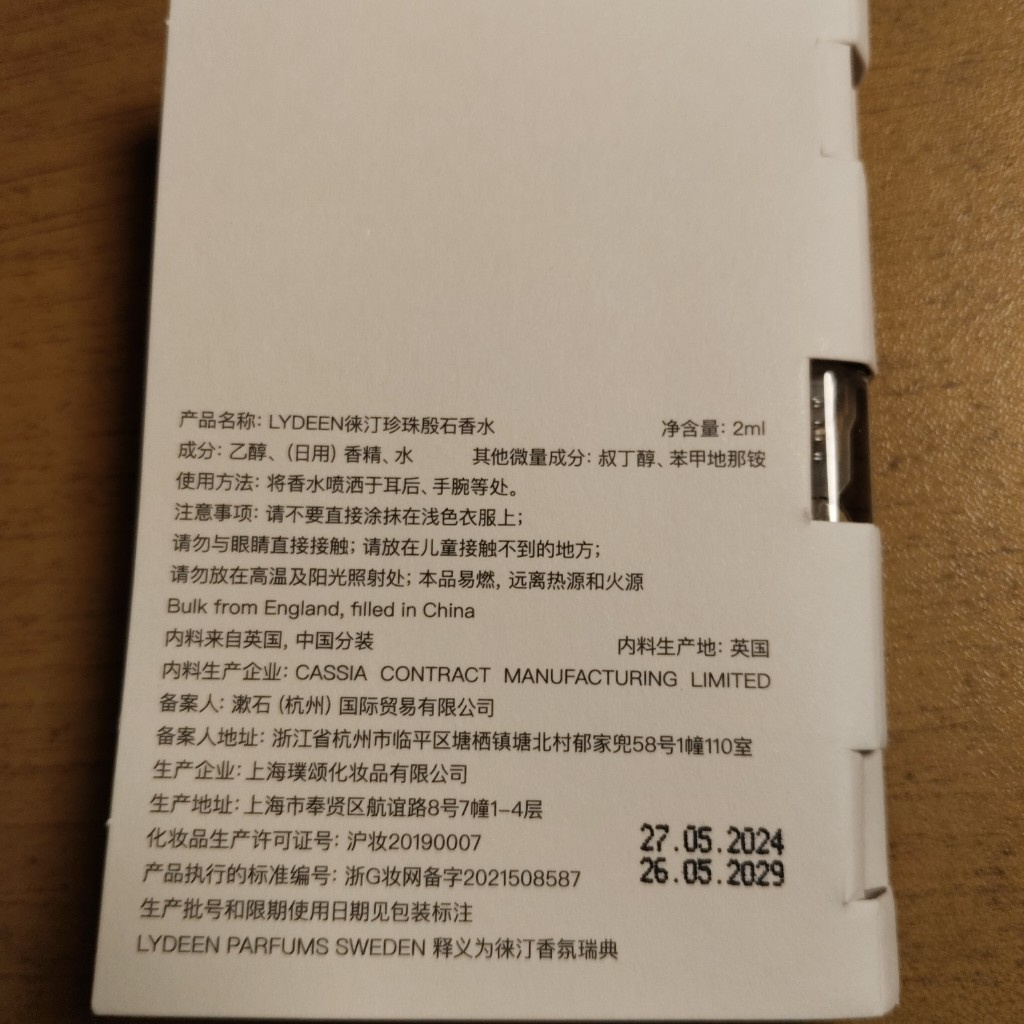 产品名称: LYDEEN徕汀珍珠殷石香水 净含量: 2ml
成分: 乙醇、(日用) 香精、水 其他微量成分: 叔丁醇、苯甲地那铵
使用方法: 将香水喷洒于耳后、手腕等处。
注意事项: 请不要直接涂抹在浅色衣服上;
请勿与眼睛直接接触; 请放在儿童接触不到的地方;
请勿放在高温及阳光照射处; 本品易燃, 远离热源和火源
Bulk from England, filled in China
内料来自英国, 中国分装 内料生产地: 英国
内料生产企业: CASSIA CONTRACT MANUFACTURING LIMITED
备案人: 漱石 (杭州) 国际贸易有限公司
备案人地址: 浙江省杭州市临平区塘栖镇塘北村郁家兜58号1幢110室
生产企业: 上海璞颂化妆品有限公司
生产地址: 上海市奉贤区航谊路8号7幢1-4层
化妆品生产许可证号: 沪妆20190007
27.05.2024
产品执行的标准编号: 浙G妆网备字2021508587
26.05.2029
生产批号和限期使用日期见包装标注
LYDEEN PARFUMS SWEDEN 释义为徕汀香氛瑞典